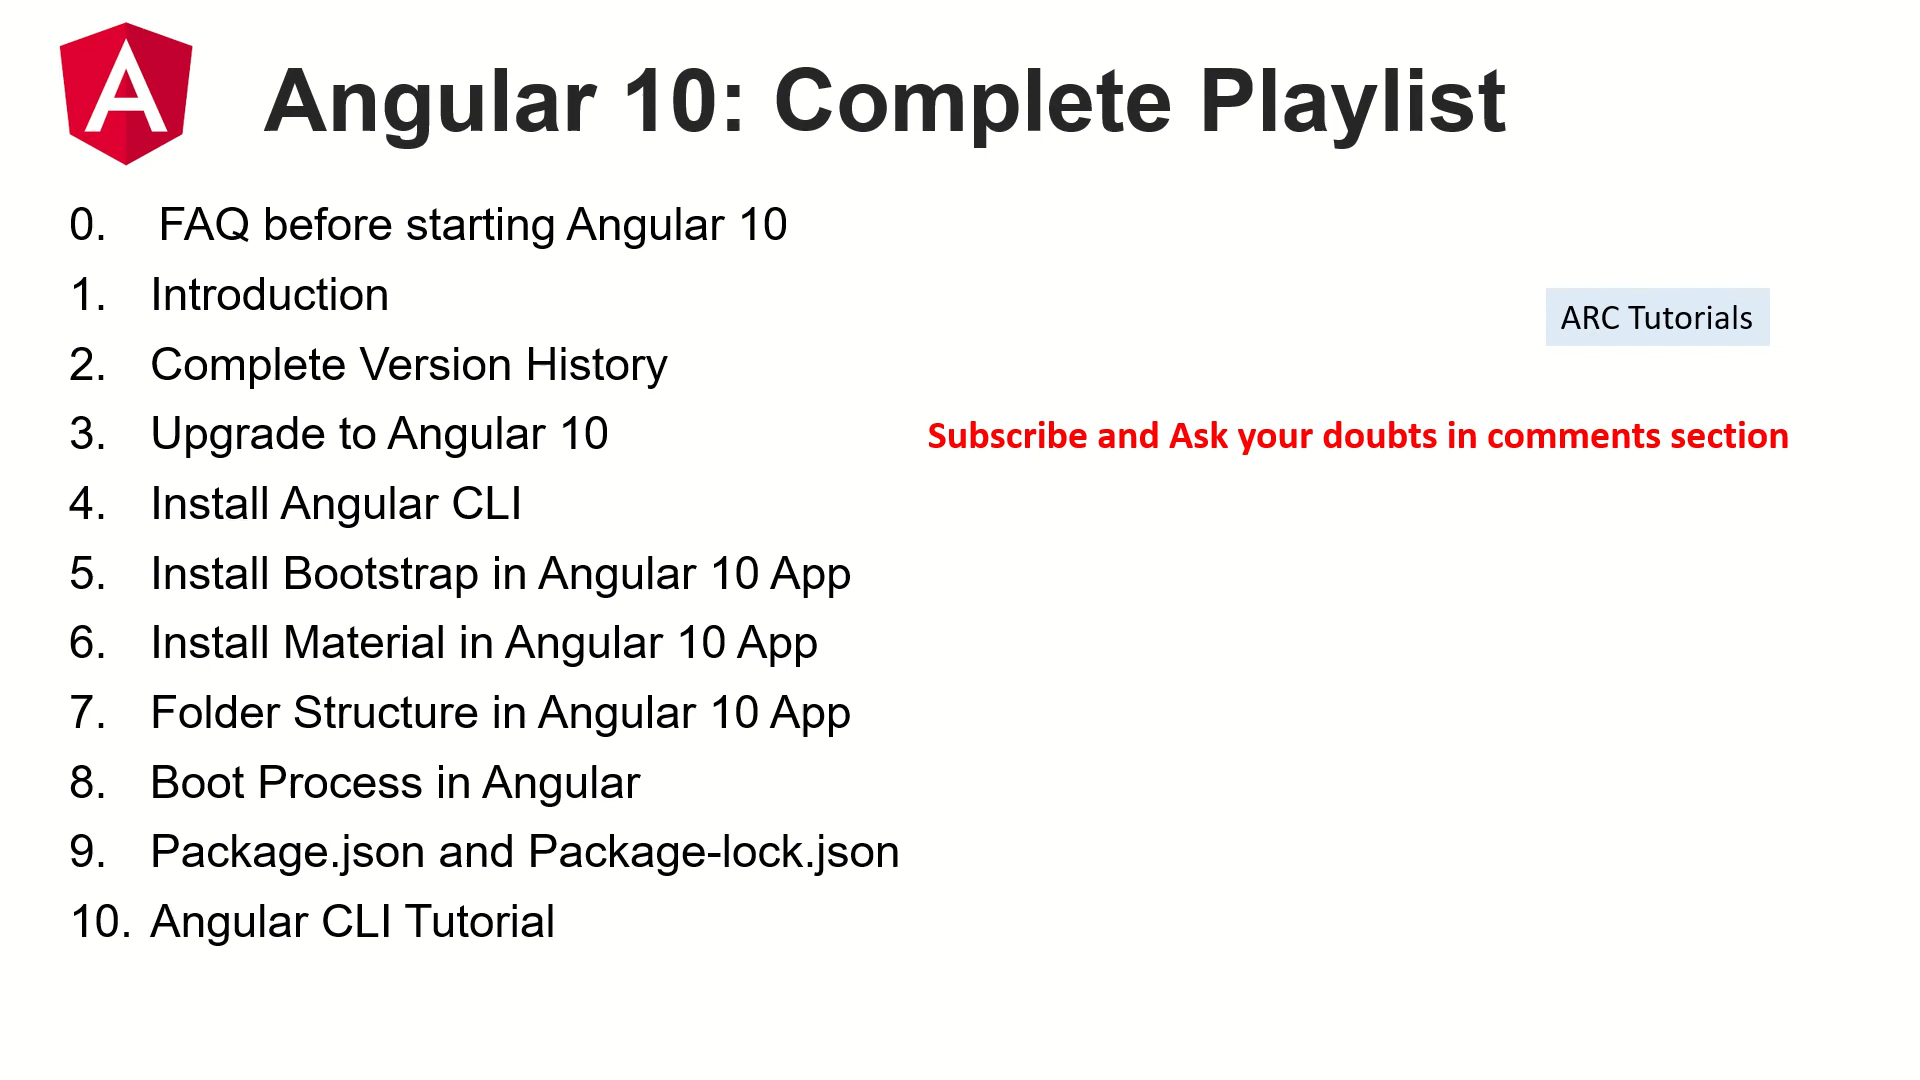 Angular 10: Complete Playlist
0. FAQ before starting Angular 10
1. Introduction
2. Complete Version History
3. Upgrade to Angular 10
4. Install Angular CLI
5. Install Bootstrap in Angular 10 App
6. Install Material in Angular 10 App
7. Folder Structure in Angular 10 App
8. Boot Process in Angular
9. Package.json and Package-lock.json
10. Angular CLI Tutorial
ARC Tutorials
Subscribe and Ask your doubts in comments section